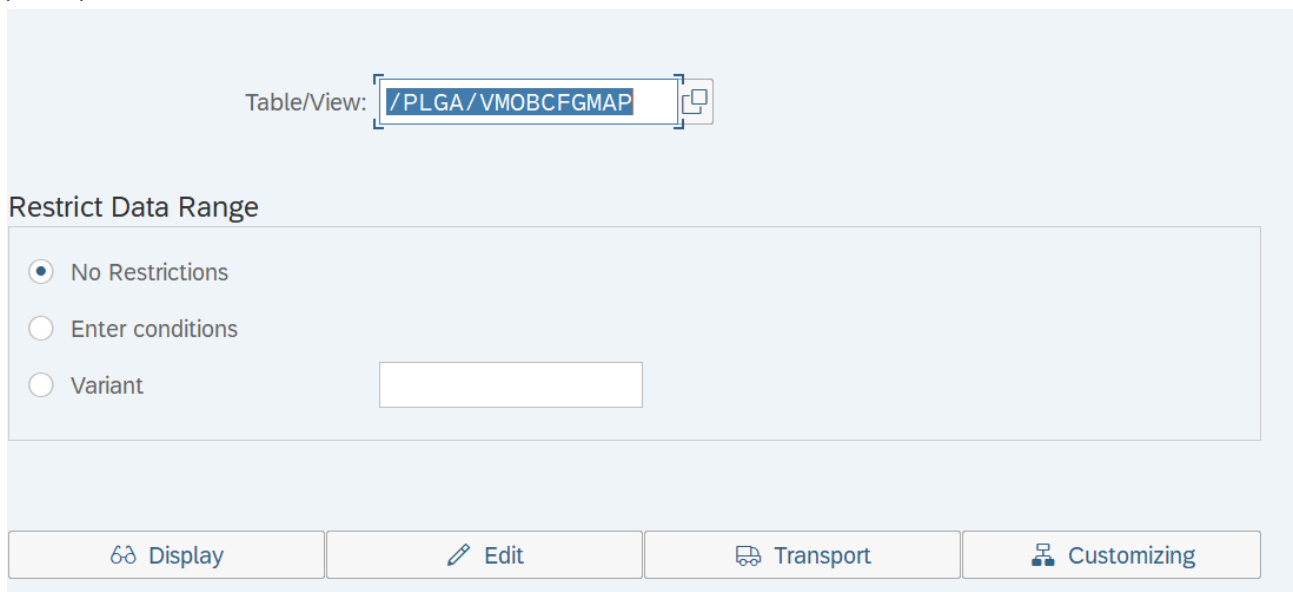 Table/View: /PLGA/VMOBCFGMAP
Restrict Data Range
No Restrictions
Enter conditions
Variant
Display Edit Transport Customizing